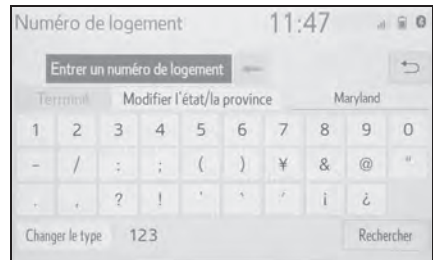 Numéro de logement 11:47
Entrer un numéro de logement
Terminé Modifier l'état/la province Maryland
1 2 3 4 5 6 7 8 9 0
- / : ; ( ) ¥ & @ "
. , ? ! ' ` ´ ¡ ¿
Changer le type 123 Rechercher